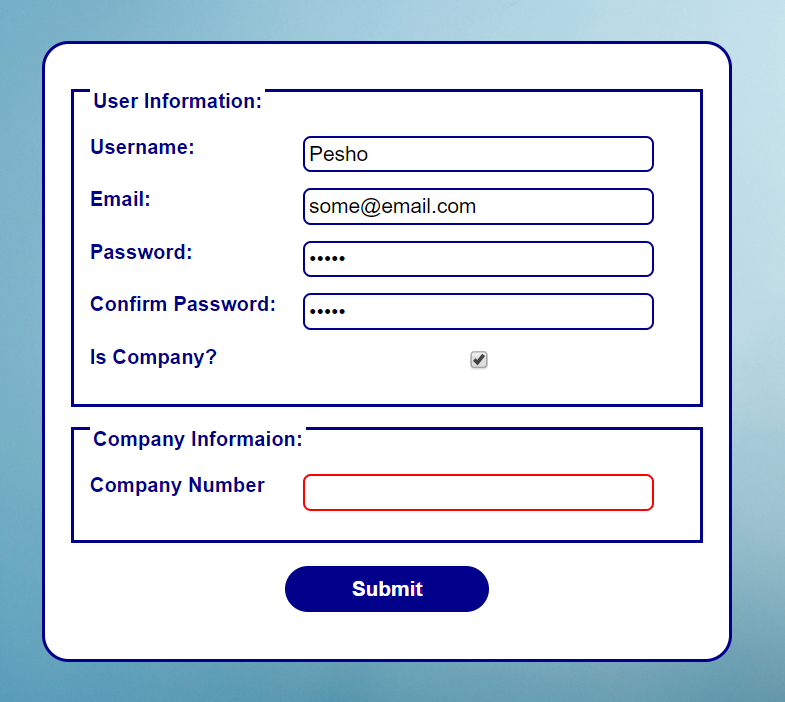 User Information:
Username:
Pesho
Email:
some@email.com
Password:
•••••
Confirm Password:
•••••
Is Company?
Company Informaion:
Company Number
Submit